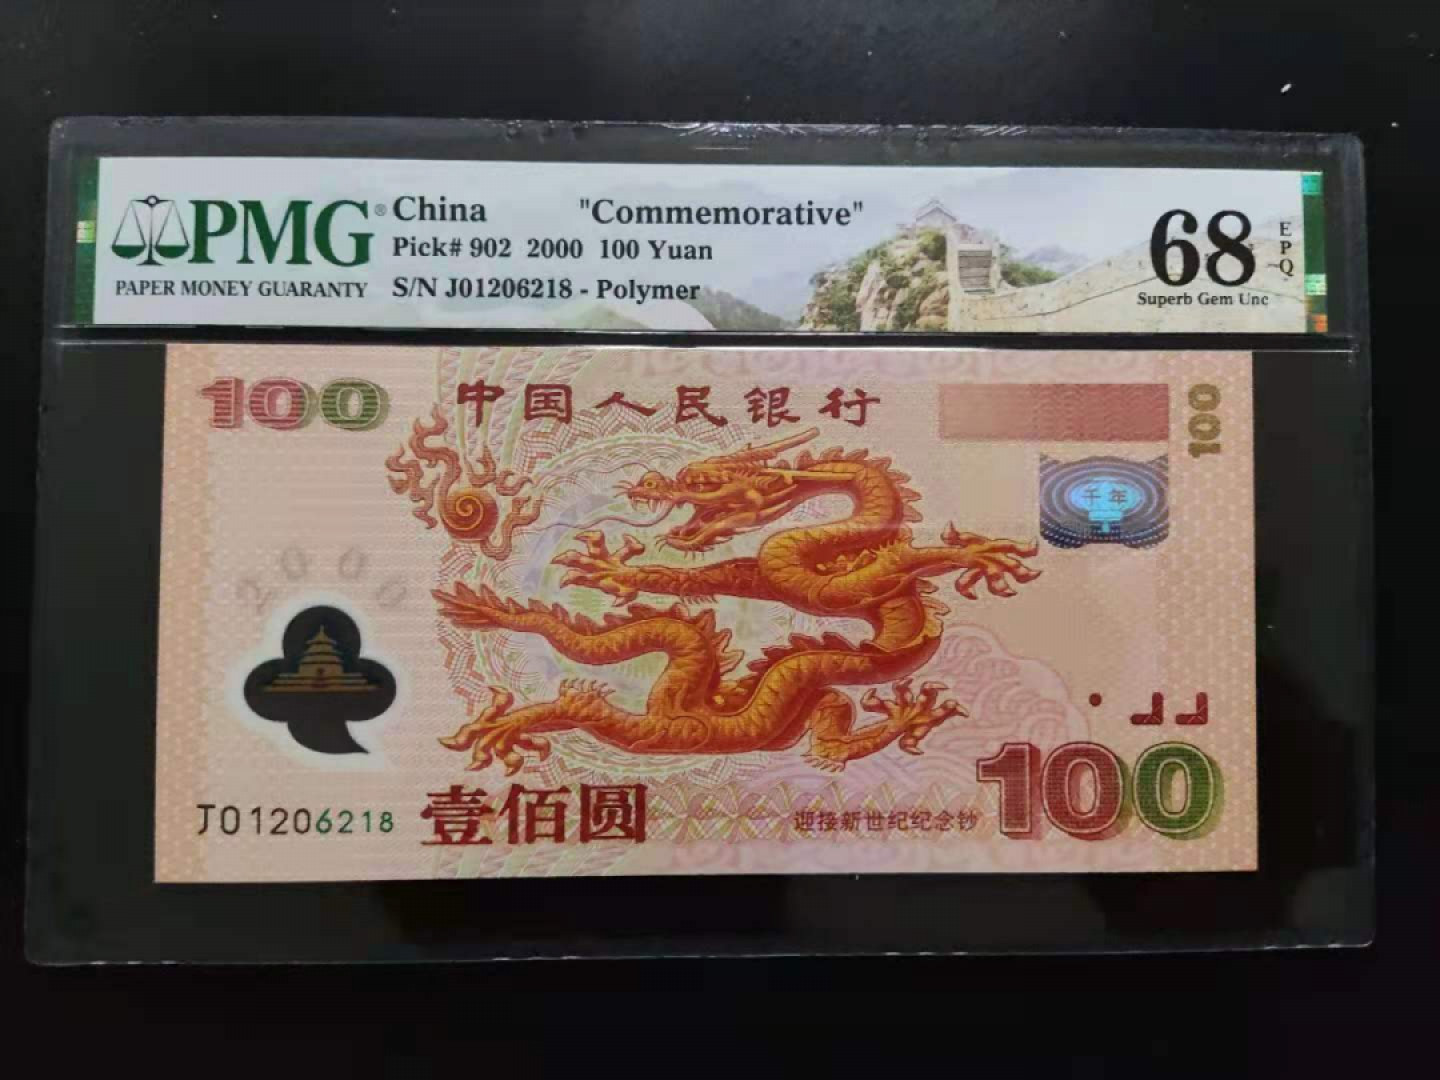 PMG® China "Commemorative" 68 EPQ
Pick# 902 2000 100 Yuan
PAPER MONEY GUARANTY S/N J01206218 - Polymer Superb Gem Unc
100 中国人民银行 100
千年
2000
J01206218 壹佰圆 迎接新世纪纪念钞 100